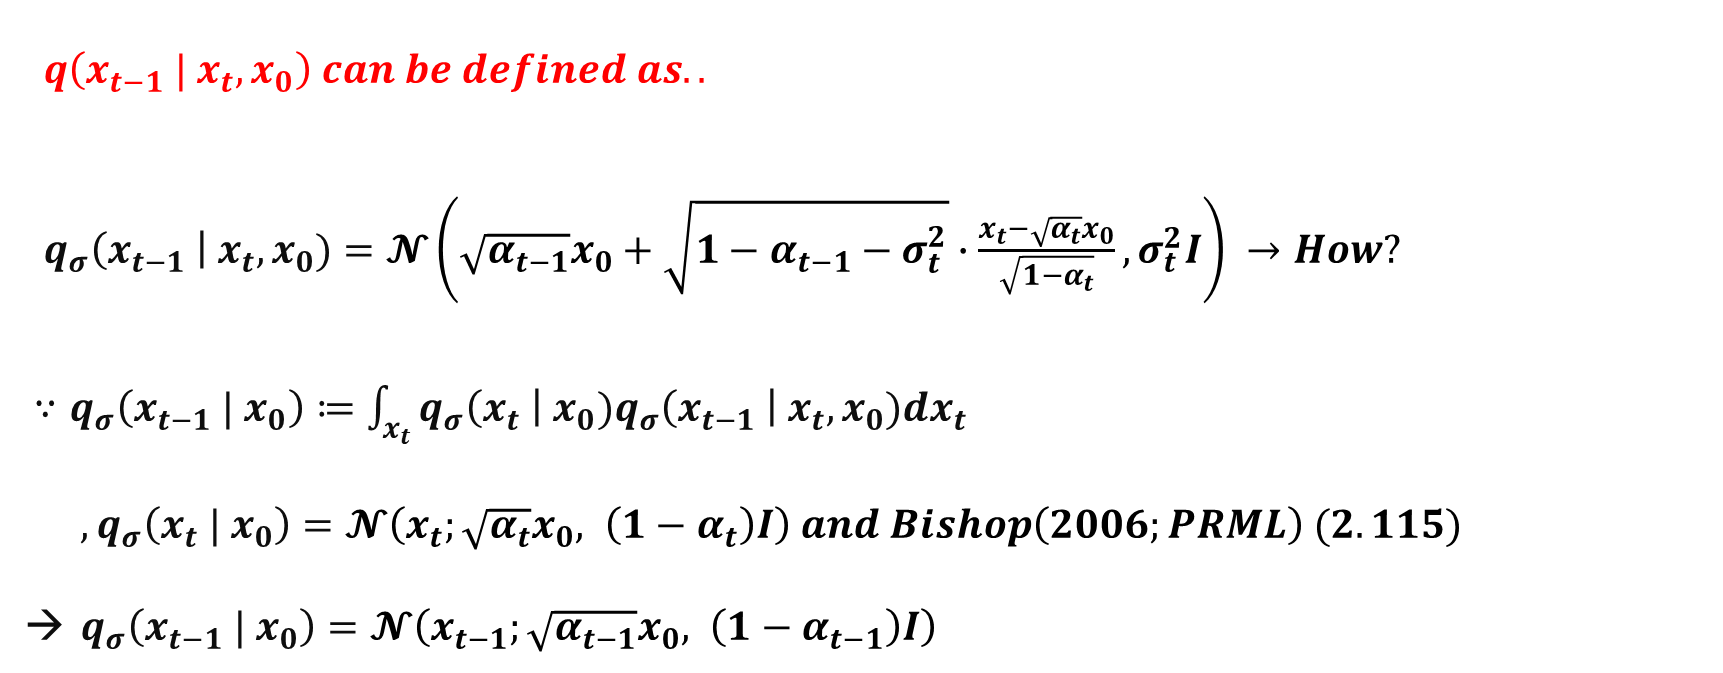 q(x_{t−1} | x_t, x_0) can be defined as..
q_σ(x_{t−1} | x_t, x_0) = 𝒩(√(α_{t−1})x_0 + √(1 − α_{t−1} − σ_t^2) · (x_t−√(α_t)x_0)/√(1−α_t), σ_t^2 I) → How?
∵ q_σ(x_{t−1} | x_0) ≔ ∫_{x_t} q_σ(x_t | x_0)q_σ(x_{t−1} | x_t, x_0)dx_t
, q_σ(x_t | x_0) = 𝒩(x_t; √(α_t)x_0, (1 − α_t)I) and Bishop(2006; PRML) (2.115)
→ q_σ(x_{t−1} | x_0) = 𝒩(x_{t−1}; √(α_{t−1})x_0, (1 − α_{t−1})I)